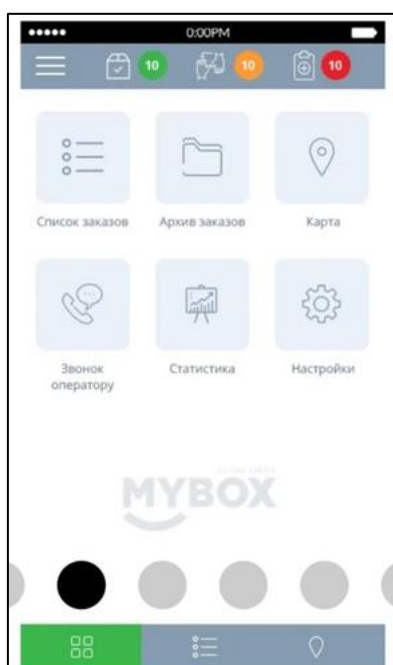 0:00PM
10
10
10
Список заказов
Архив заказов
Карта
Звонок
оператору
Статистика
Настройки
MYBOX